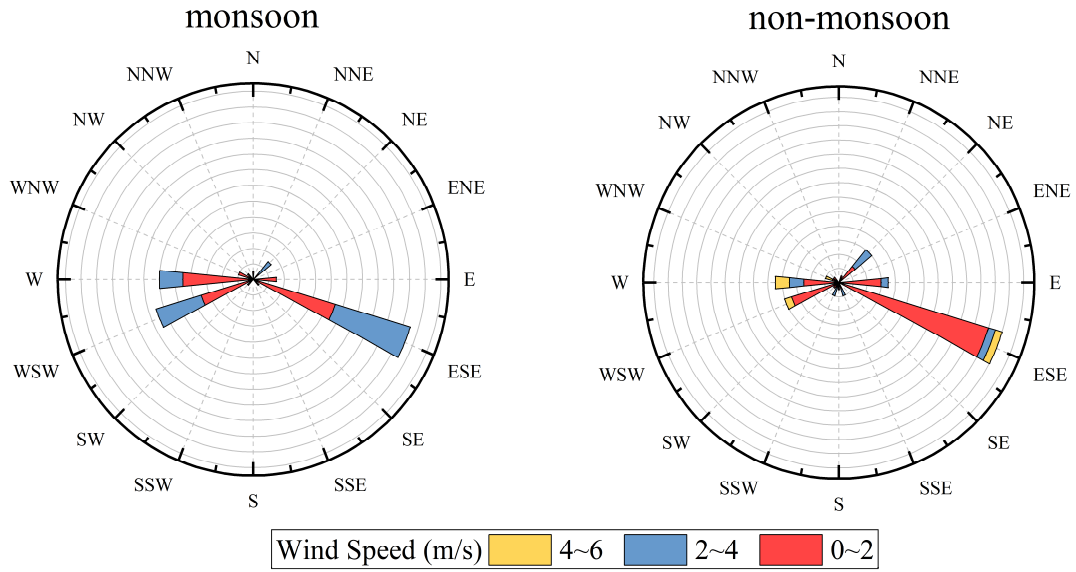 monsoon
N
NNE
NE
ENE
E
ESE
SE
SSE
S
SSW
SW
WSW
W
WNW
NW
NNW
non-monsoon
N
NNE
NE
ENE
E
ESE
SE
SSE
S
SSW
SW
WSW
W
WNW
NW
NNW
Wind Speed (m/s) 4~6 2~4 0~2